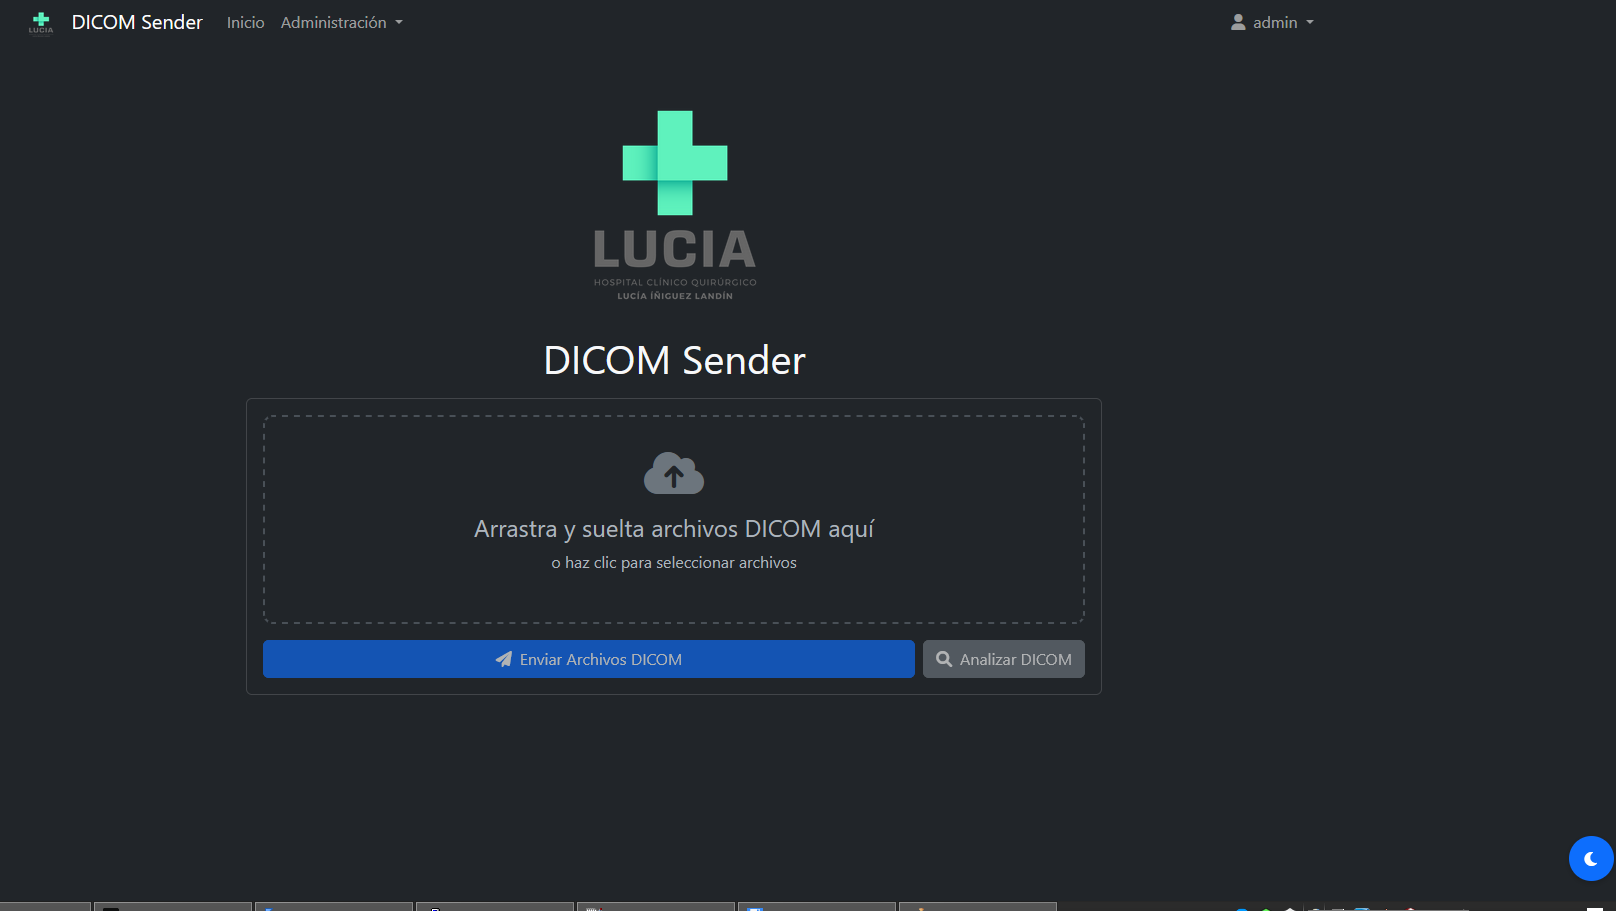 LUCIA
DICOM Sender
Inicio
Administración
admin
LUCIA
HOSPITAL CLÍNICO QUIRÚRGICO
LUCÍA ÍÑIGUEZ LANDÍN
DICOM Sender
Arrastra y suelta archivos DICOM aquí
o haz clic para seleccionar archivos
Enviar Archivos DICOM
Analizar DICOM